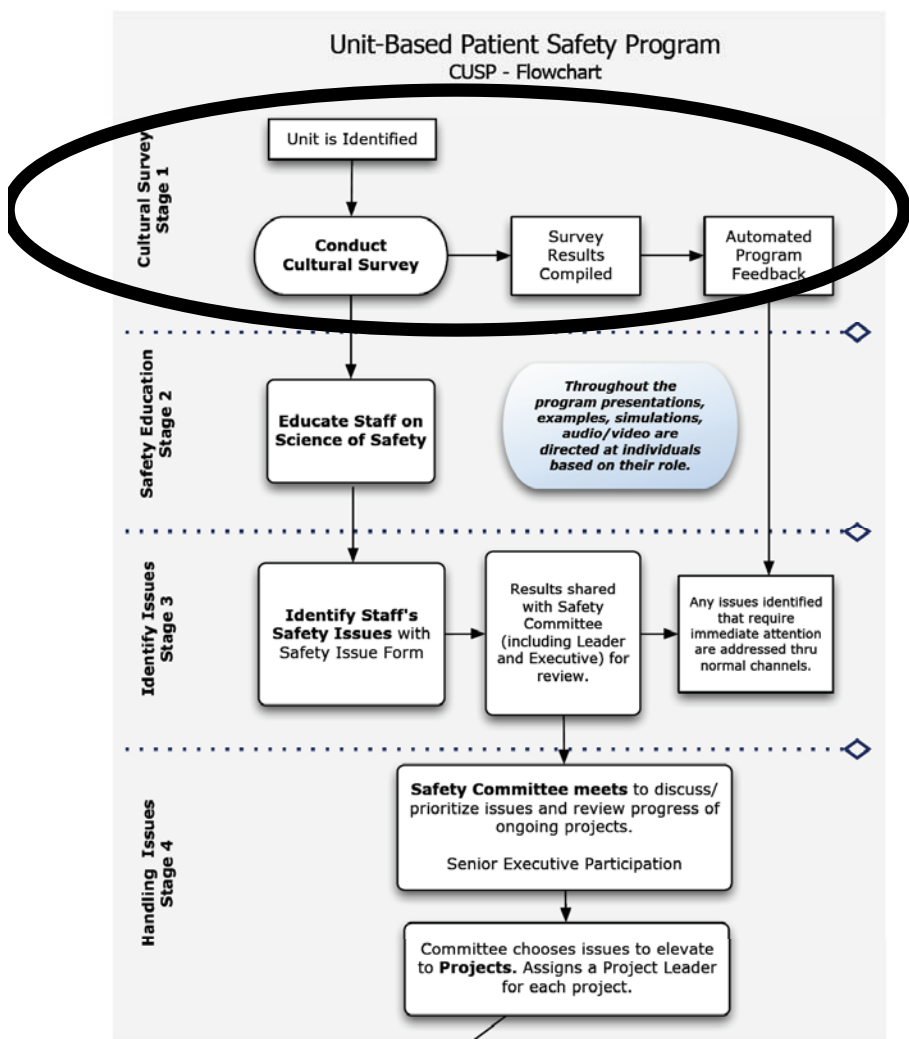 Unit-Based Patient Safety Program
CUSP - Flowchart
Cultural Survey
Stage 1
Unit is Identified
Conduct
Cultural Survey
Survey
Results
Compiled
Automated
Program
Feedback
Safety Education
Stage 2
Educate Staff on
Science of Safety
Throughout the
program presentations,
examples, simulations,
audio/video are
directed at individuals
based on their role.
Identify Issues
Stage 3
Identify Staff's
Safety Issues with
Safety Issue Form
Results shared
with Safety
Committee
(including Leader
and Executive) for
review.
Any issues identified
that require
immediate attention
are addressed thru
normal channels.
Handling Issues
Stage 4
Safety Committee meets to discuss/
prioritize issues and review progress of
ongoing projects.
Senior Executive Participation
Committee chooses issues to elevate
to Projects. Assigns a Project Leader
for each project.